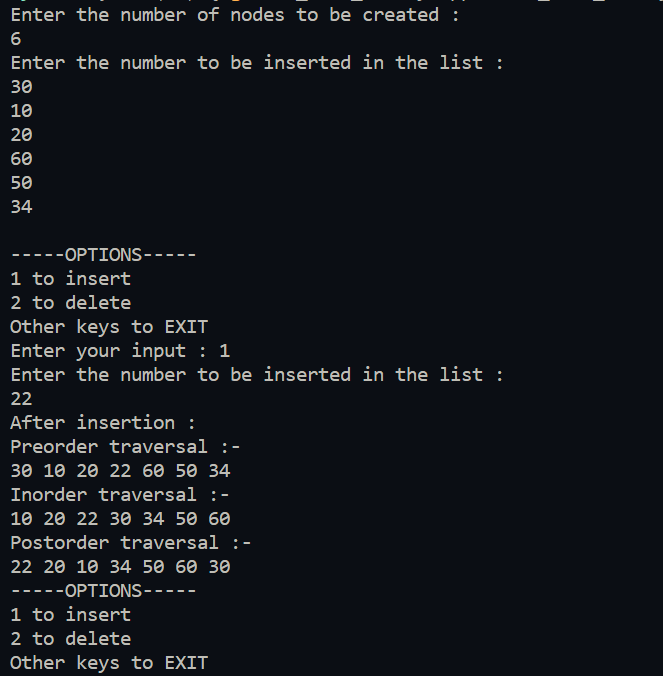 Enter the number of nodes to be created :
6
Enter the number to be inserted in the list :
30
10
20
60
50
34
-----OPTIONS-----
1 to insert
2 to delete
Other keys to EXIT
Enter your input : 1
Enter the number to be inserted in the list :
22
After insertion :
Preorder traversal :-
30 10 20 22 60 50 34
Inorder traversal :-
10 20 22 30 34 50 60
Postorder traversal :-
22 20 10 34 50 60 30
-----OPTIONS-----
1 to insert
2 to delete
Other keys to EXIT